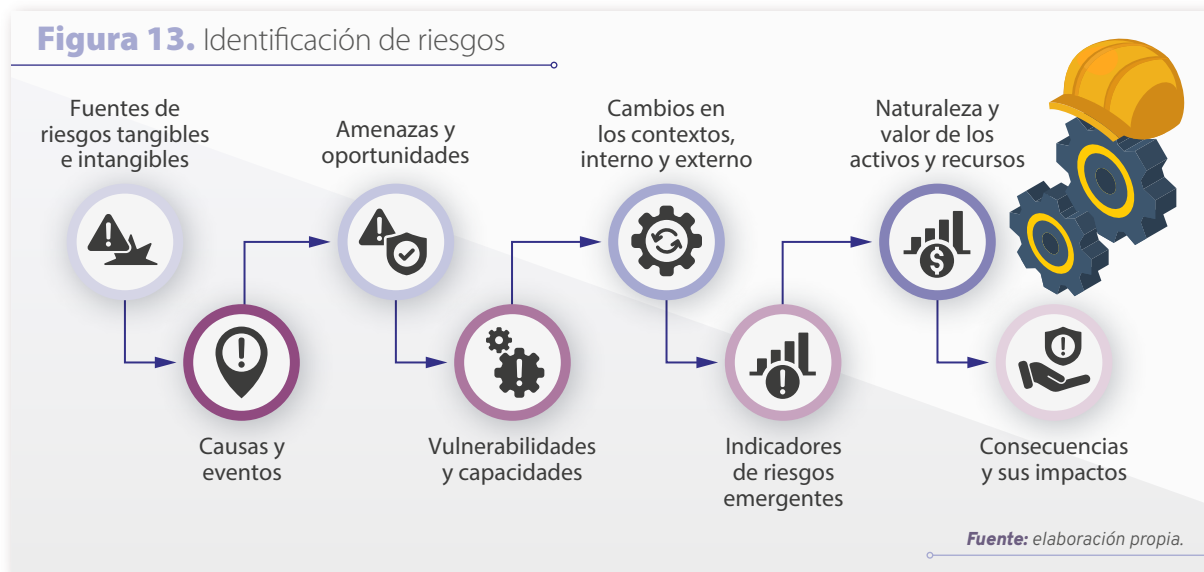 Figura 13. Identificación de riesgos
Fuentes de
riesgos tangibles
e intangibles
Causas y
eventos
Amenazas y
oportunidades
Vulnerabilidades
y capacidades
Cambios en
los contextos,
interno y externo
Indicadores
de riesgos
emergentes
Naturaleza y
valor de los
activos y recursos
Consecuencias
y sus impactos
Fuente: elaboración propia.